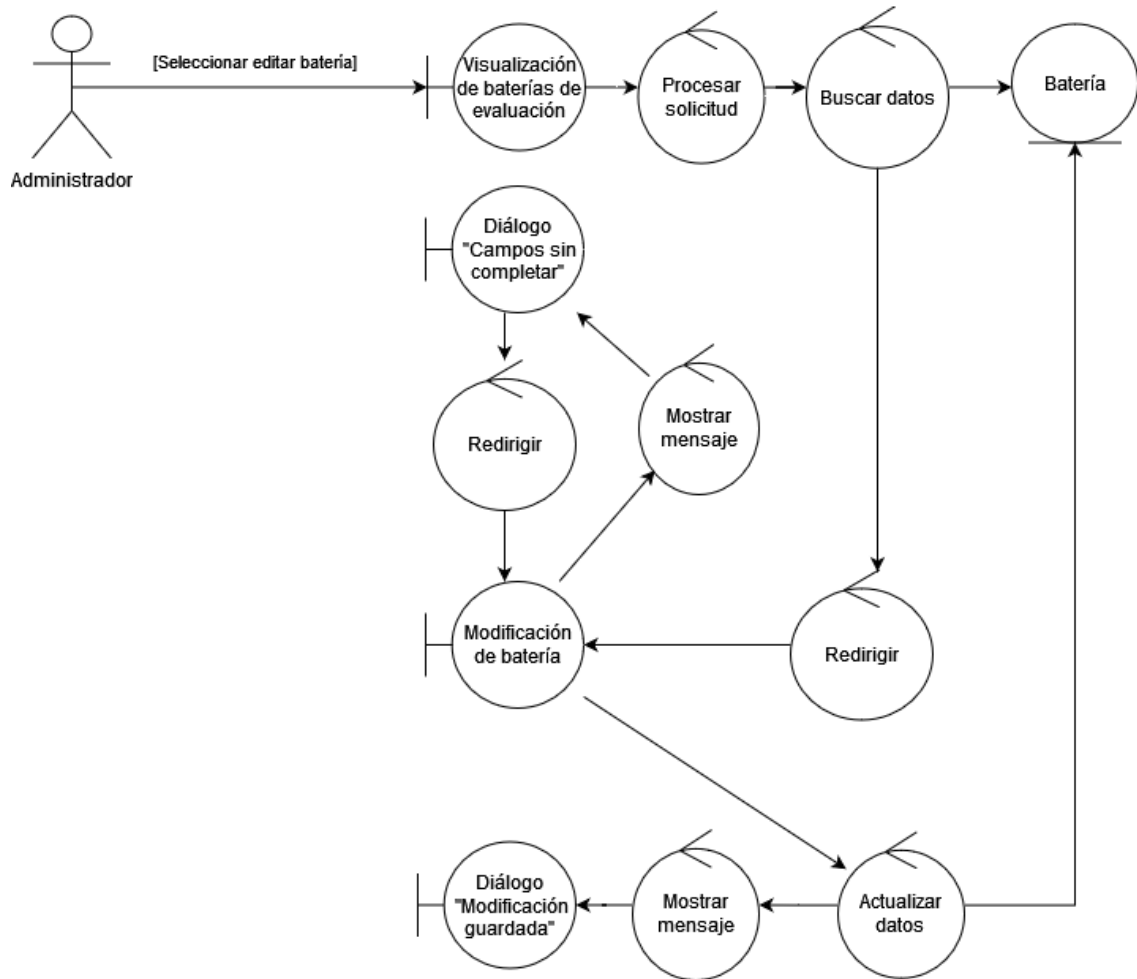 [Seleccionar editar batería]
Visualización
de baterías de
evaluación
Procesar
solicitud
Buscar datos
Batería
Administrador
Diálogo
"Campos sin
completar"
Mostrar
mensaje
Redirigir
Modificación
de batería
Redirigir
Diálogo
"Modificación
guardada"
Mostrar
mensaje
Actualizar
datos